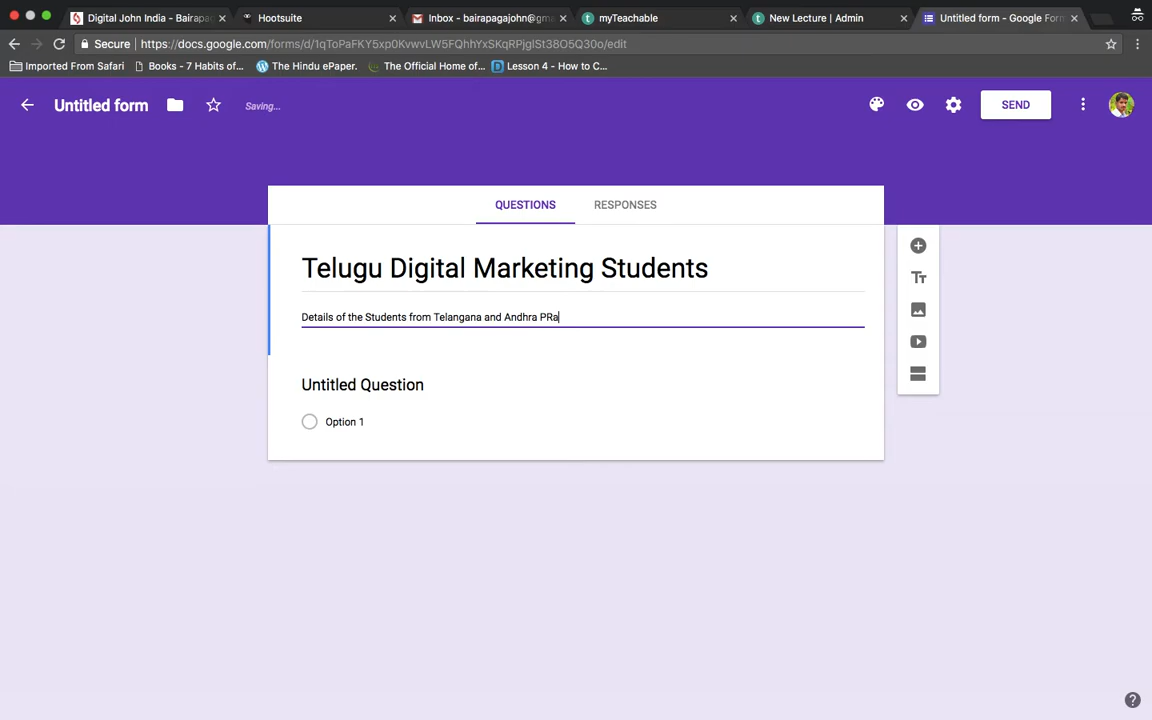 Digital John India - Bairapa
Hootsuite
Inbox - bairapagajohn@gm
myTeachable
New Lecture | Admin
Untitled form - Google For
Secure
https://docs.google.com/forms/d/1qToPaFKY5xp0KvwvLW5FQhhYxSKqRPjglSt38O5Q30o/edit
Imported From Safari
Books - 7 Habits of...
The Hindu ePaper.
The Official Home of...
Lesson 4 - How to C...
Untitled form
Saving...
SEND
QUESTIONS
RESPONSES
Telugu Digital Marketing Students
Details of the Students from Telangana and Andhra PRa
Untitled Question
Option 1